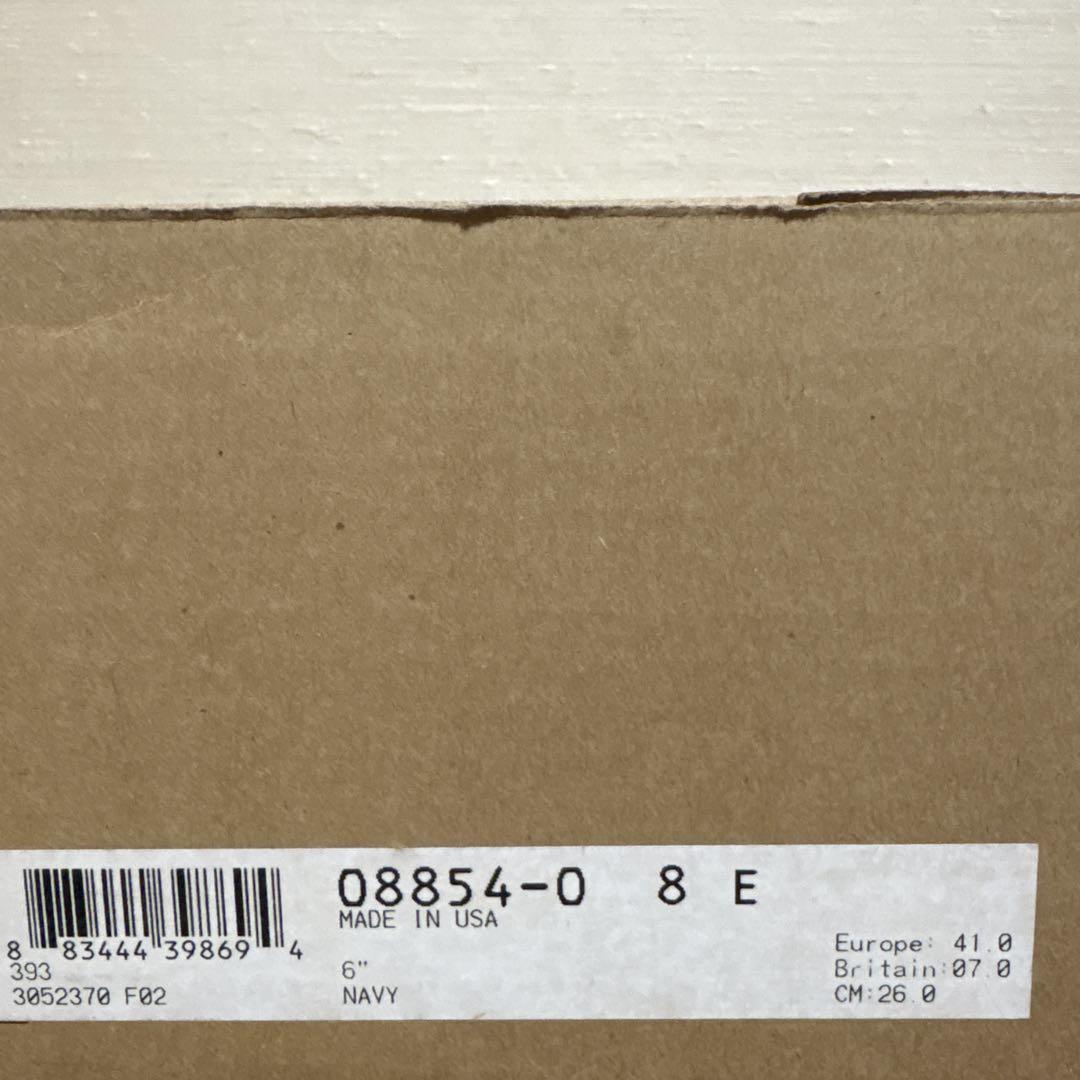 08854-0 8 E
MADE IN USA
8 83444 39869 4
393
3052370 F02
6"
NAVY
Europe: 41.0
Britain:07.0
CM:26.0